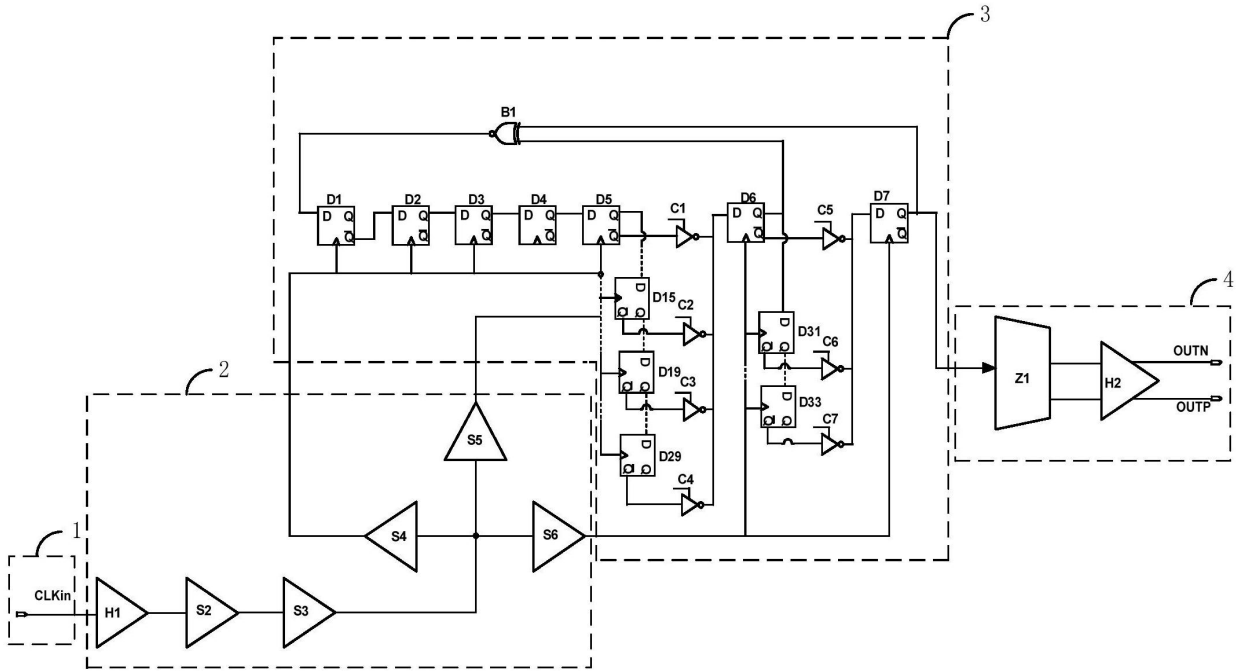 3
B1
D1 D2 D3 D4 D5 C1 D6 C5 D7
D Q D Q D Q D Q D Q D Q D Q
Q̅ Q̅ Q̅ Q̅ Q̅ Q̅ Q̅
D D15 C2
Q̅ Q
D D31 C6
Q̅ Q
4
2
D D19 C3
Q̅ Q
D D33 C7
Q̅ Q
Z1 H2 OUTN
OUTP
S5
D D29 C4
Q̅ Q
1
S4 S6
CLKin H1 S2 S3